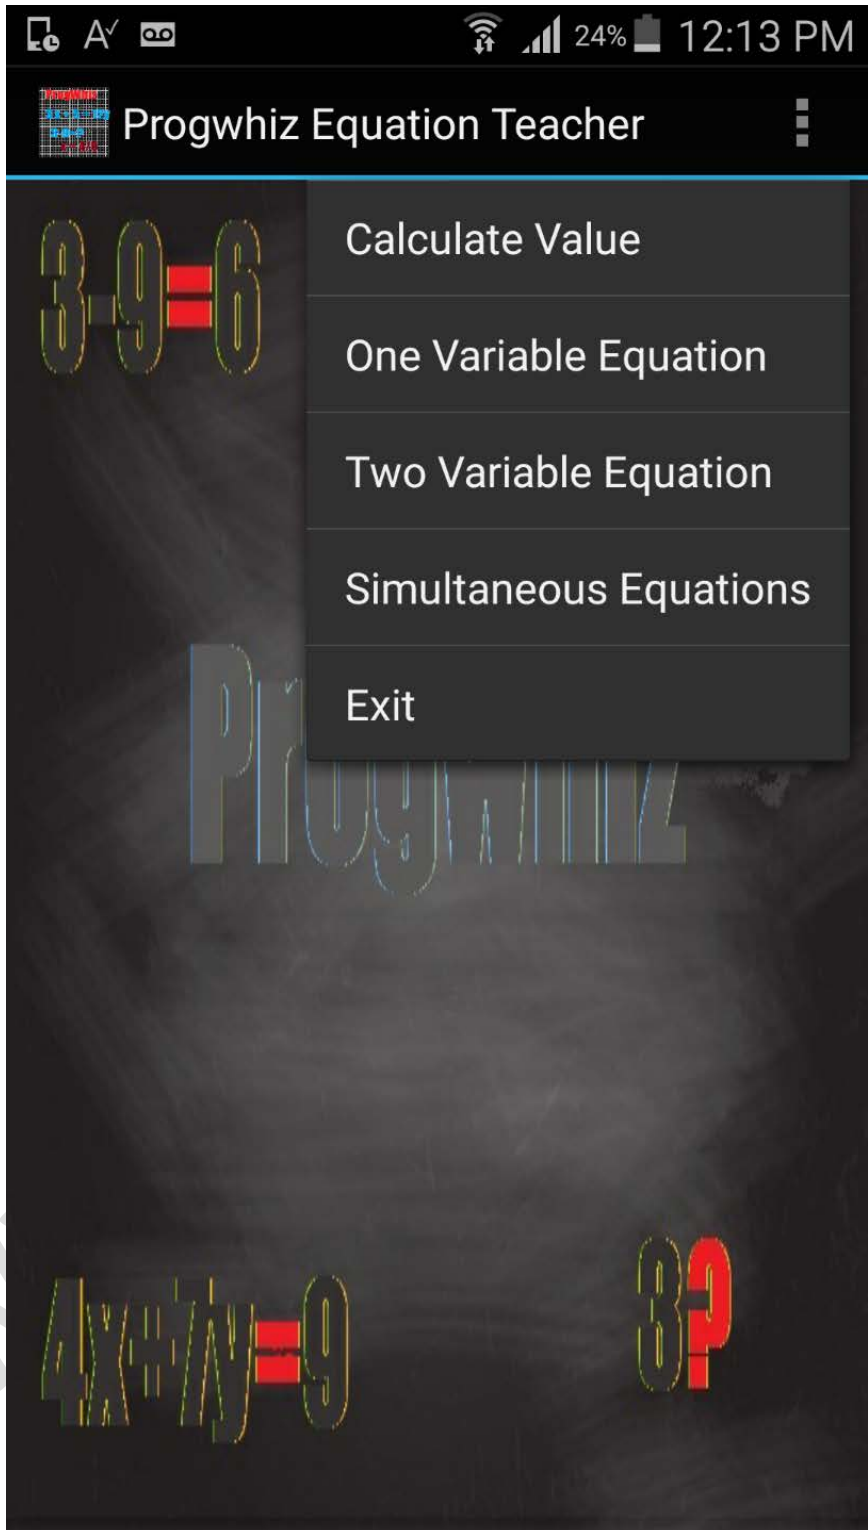 24% 12:13 PM
Progwhiz Equation Teacher
3-9=6
Calculate Value
One Variable Equation
Two Variable Equation
Simultaneous Equations
Exit
Progwhiz
4x+7y=9
3?